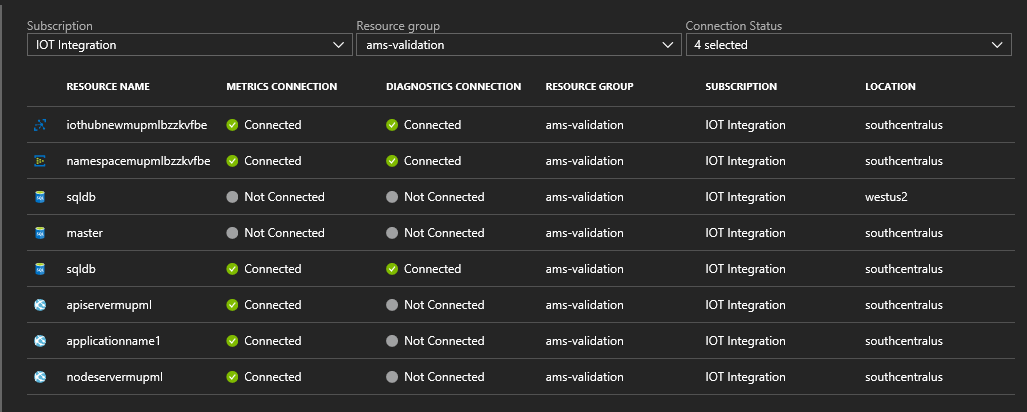 Subscription Resource group Connection Status
IOT Integration ams-validation 4 selected
RESOURCE NAME METRICS CONNECTION DIAGNOSTICS CONNECTION RESOURCE GROUP SUBSCRIPTION LOCATION
iothubnewmupmlbzzkvfbe Connected Connected ams-validation IOT Integration southcentralus
namespacemupmlbzzkvfbe Connected Connected ams-validation IOT Integration southcentralus
sqldb Not Connected Not Connected ams-validation IOT Integration westus2
master Not Connected Not Connected ams-validation IOT Integration southcentralus
sqldb Connected Connected ams-validation IOT Integration southcentralus
apiservermupml Connected Not Connected ams-validation IOT Integration southcentralus
applicationname1 Connected Not Connected ams-validation IOT Integration southcentralus
nodeservermupml Connected Not Connected ams-validation IOT Integration southcentralus